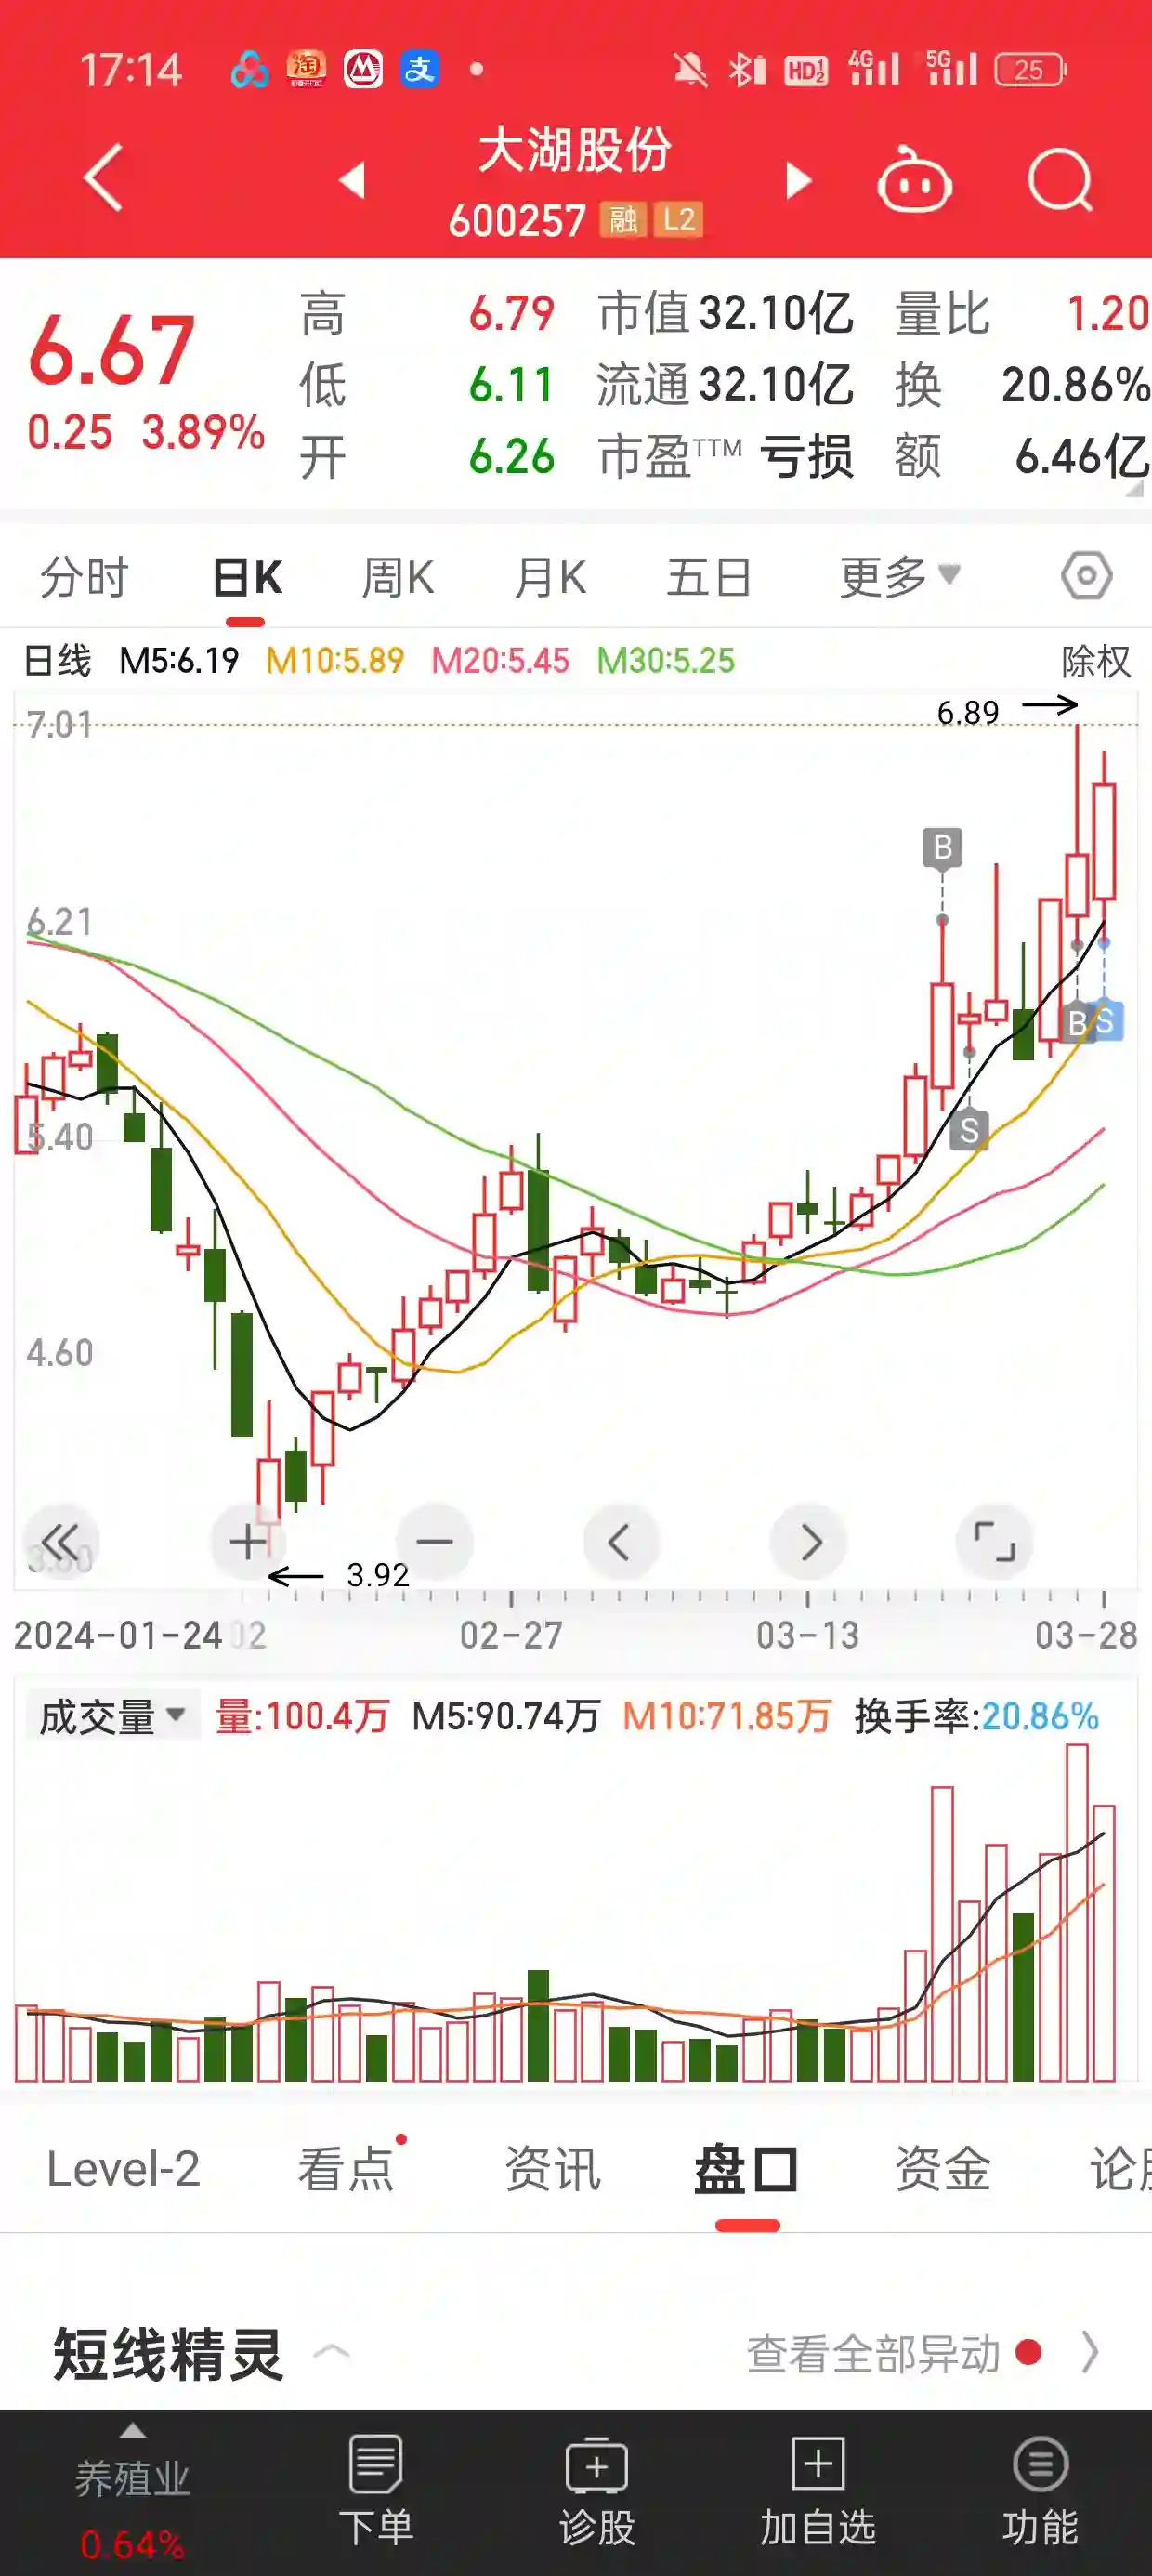 17:14 淘 支 HD 1 2 4G 5G 25
大湖股份
600257 融 L2
6.67 高 6.79 市值 32.10亿 量比 1.20
0.25 3.89% 低 6.11 流通 32.10亿 换 20.86%
开 6.26 市盈TTM 亏损 额 6.46亿
分时 日K 周K 月K 五日 更多
日线 M5:6.19 M10:5.89 M20:5.45 M30:5.25 除权
7.01
6.89
B
6.21
B S
5.40
S
4.60
3.92
2024-01-24 02 02-27 03-13 03-28
成交量 量:100.4万 M5:90.74万 M10:71.85万 换手率:20.86%
Level-2 看点 资讯 盘口 资金
短线精灵 查看全部异动
养殖业
0.64%
下单 诊股 加自选 功能